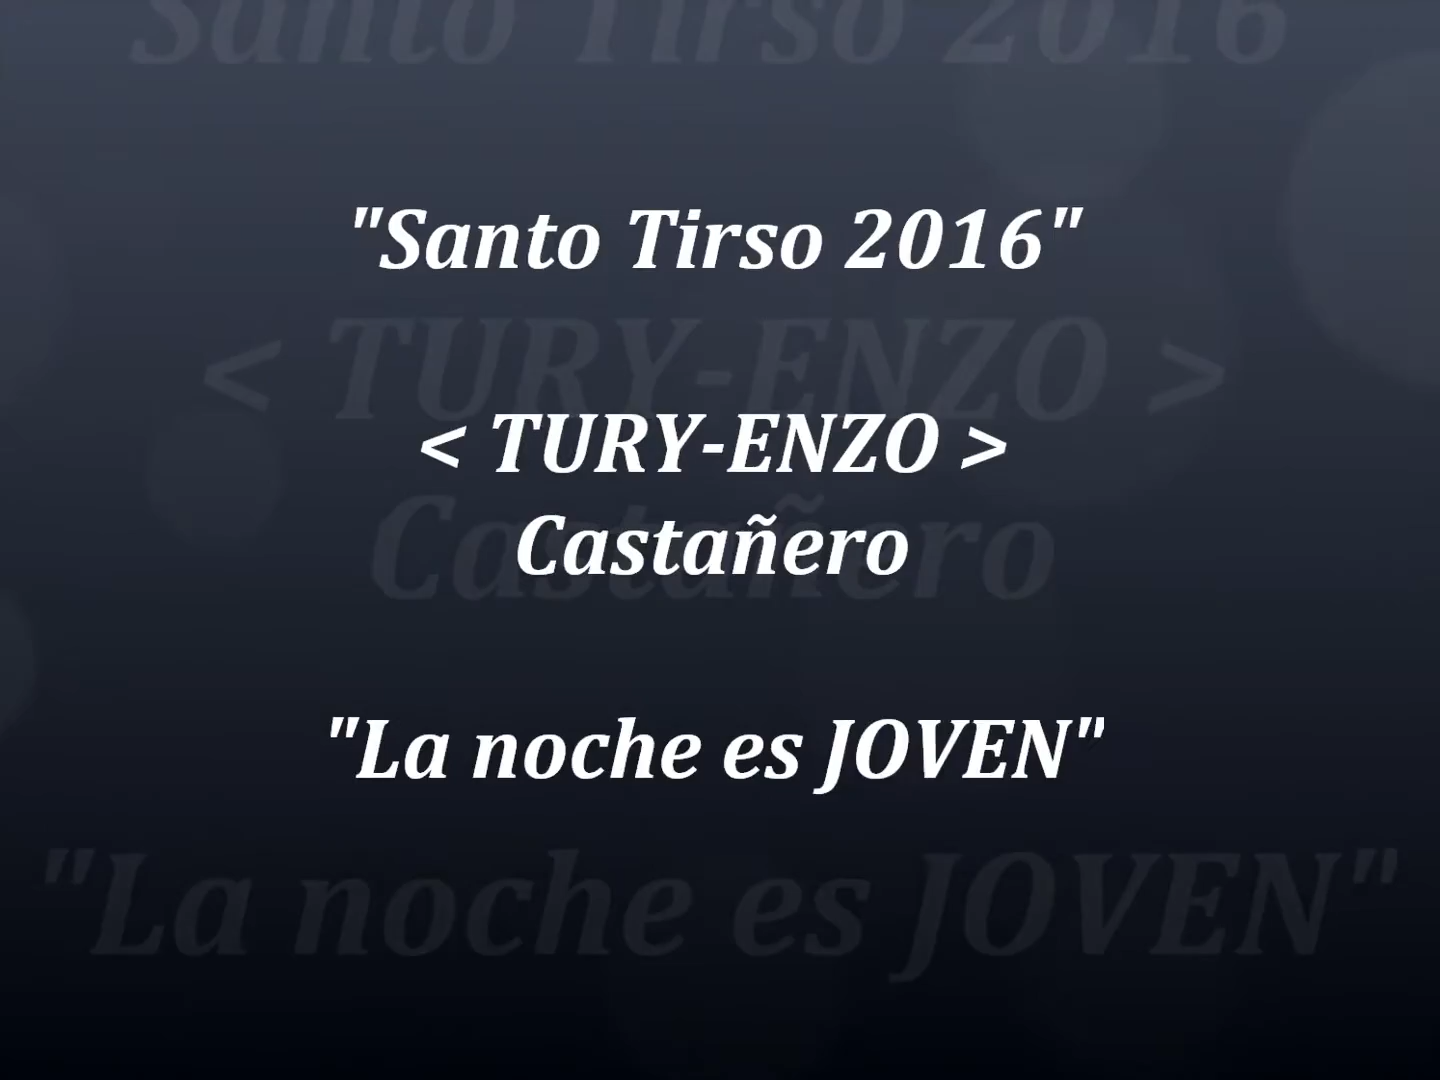 "Santo Tirso 2016"
< TURY-ENZO >
Castañero
"La noche es JOVEN"